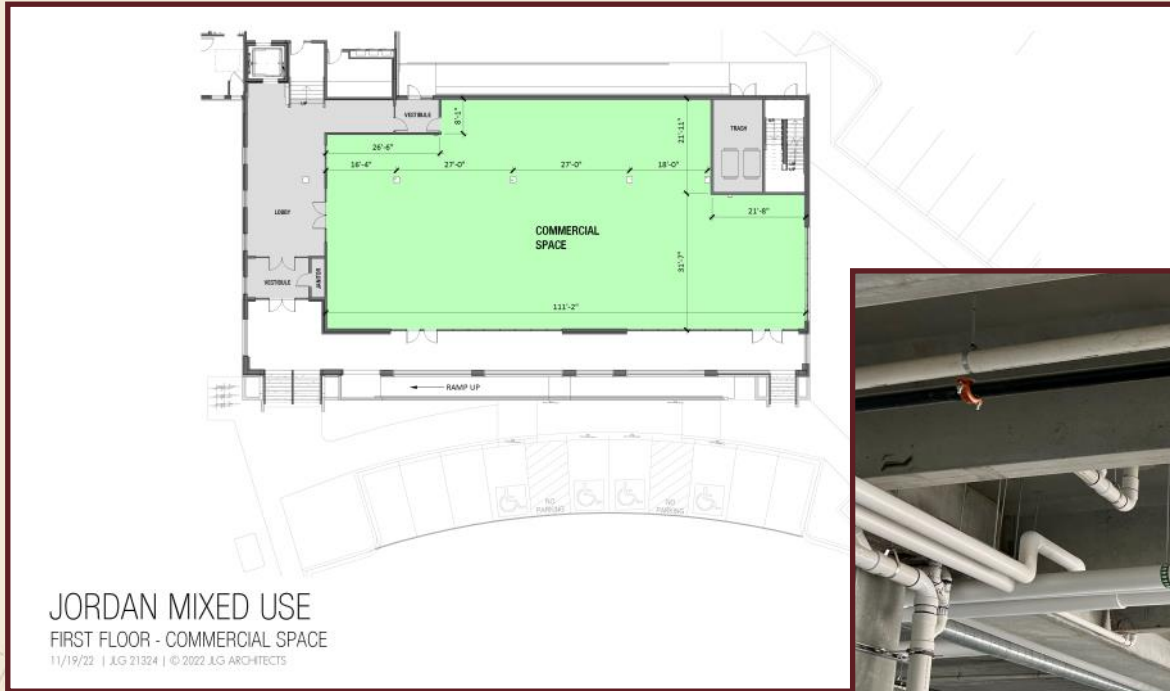 VESTIBULE
8'-1"
21'-11"
TRASH
26'-6"
16'-4"
27'-0"
27'-0"
18'-0"
LOBBY
21'-8"
COMMERCIAL
SPACE
31'-7"
VESTIBULE
JANITOR
111'-2"
RAMP UP
NO
PARKING
NO
PARKING
JORDAN MIXED USE
FIRST FLOOR - COMMERCIAL SPACE
11/19/22 | JLG 21324 | © 2022 JLG ARCHITECTS